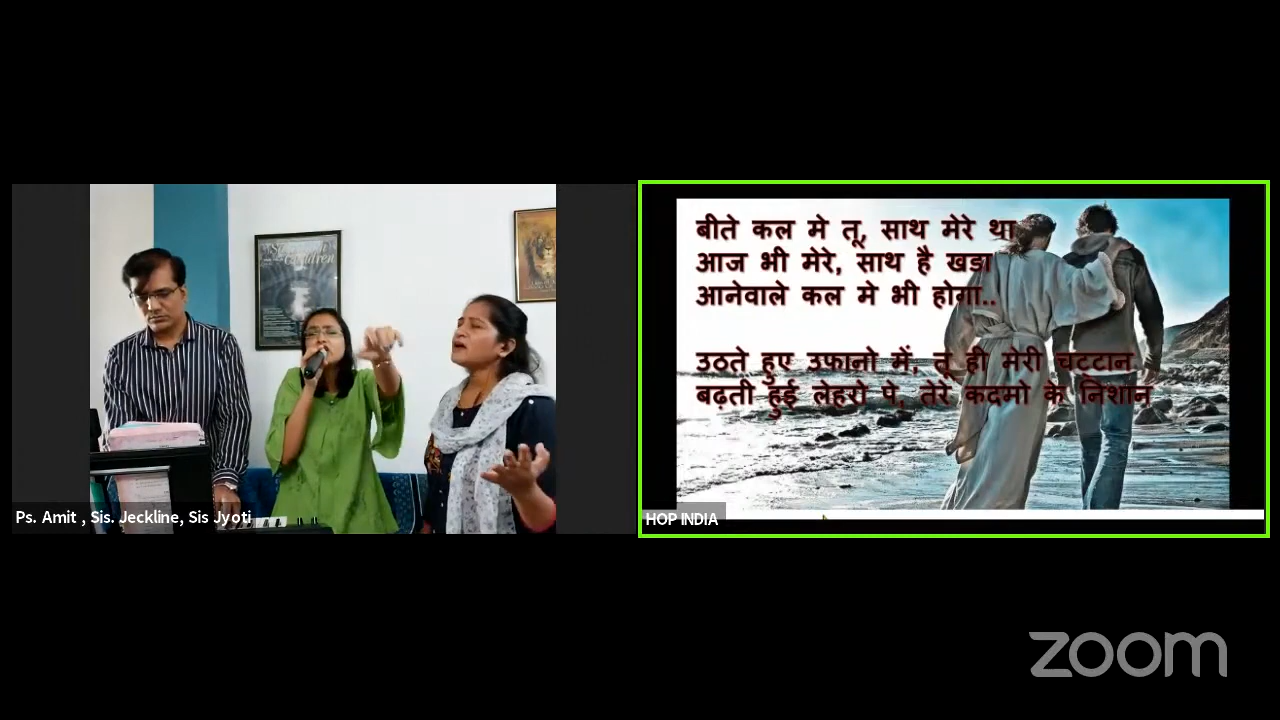 Ps. Amit , Sis. Jeckline, Sis Jyoti
बीते कल मे तू, साथ मेरे था
आज भी मेरे, साथ है खडा
आनेवाले कल मे भी होगा..
उठते हुए उफानो में, तू ही मेरी चट्टान
बढ़ती हुई लेहरो पे, तेरे कदमो के निशान
HOP INDIA
zoom